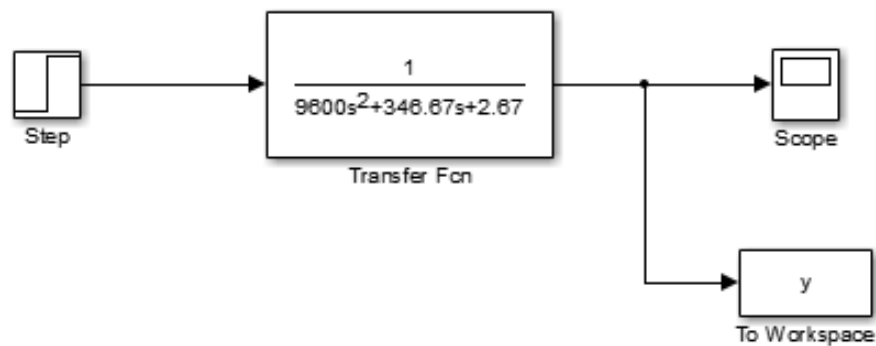 1
9600s2+346.67s+2.67
Step
Transfer Fcn
Scope
y
To Workspace